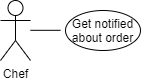 Get notified
about order
Chef